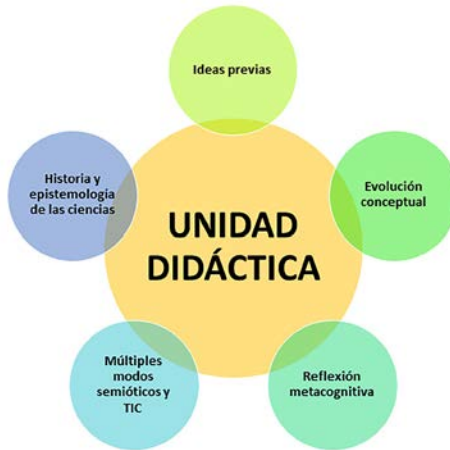 Ideas previas
Historia y
epistemología
de las ciencias
Evolución
conceptual
UNIDAD
DIDÁCTICA
Múltiples
modos
semióticos y
TIC
Reflexión
metacognitiva